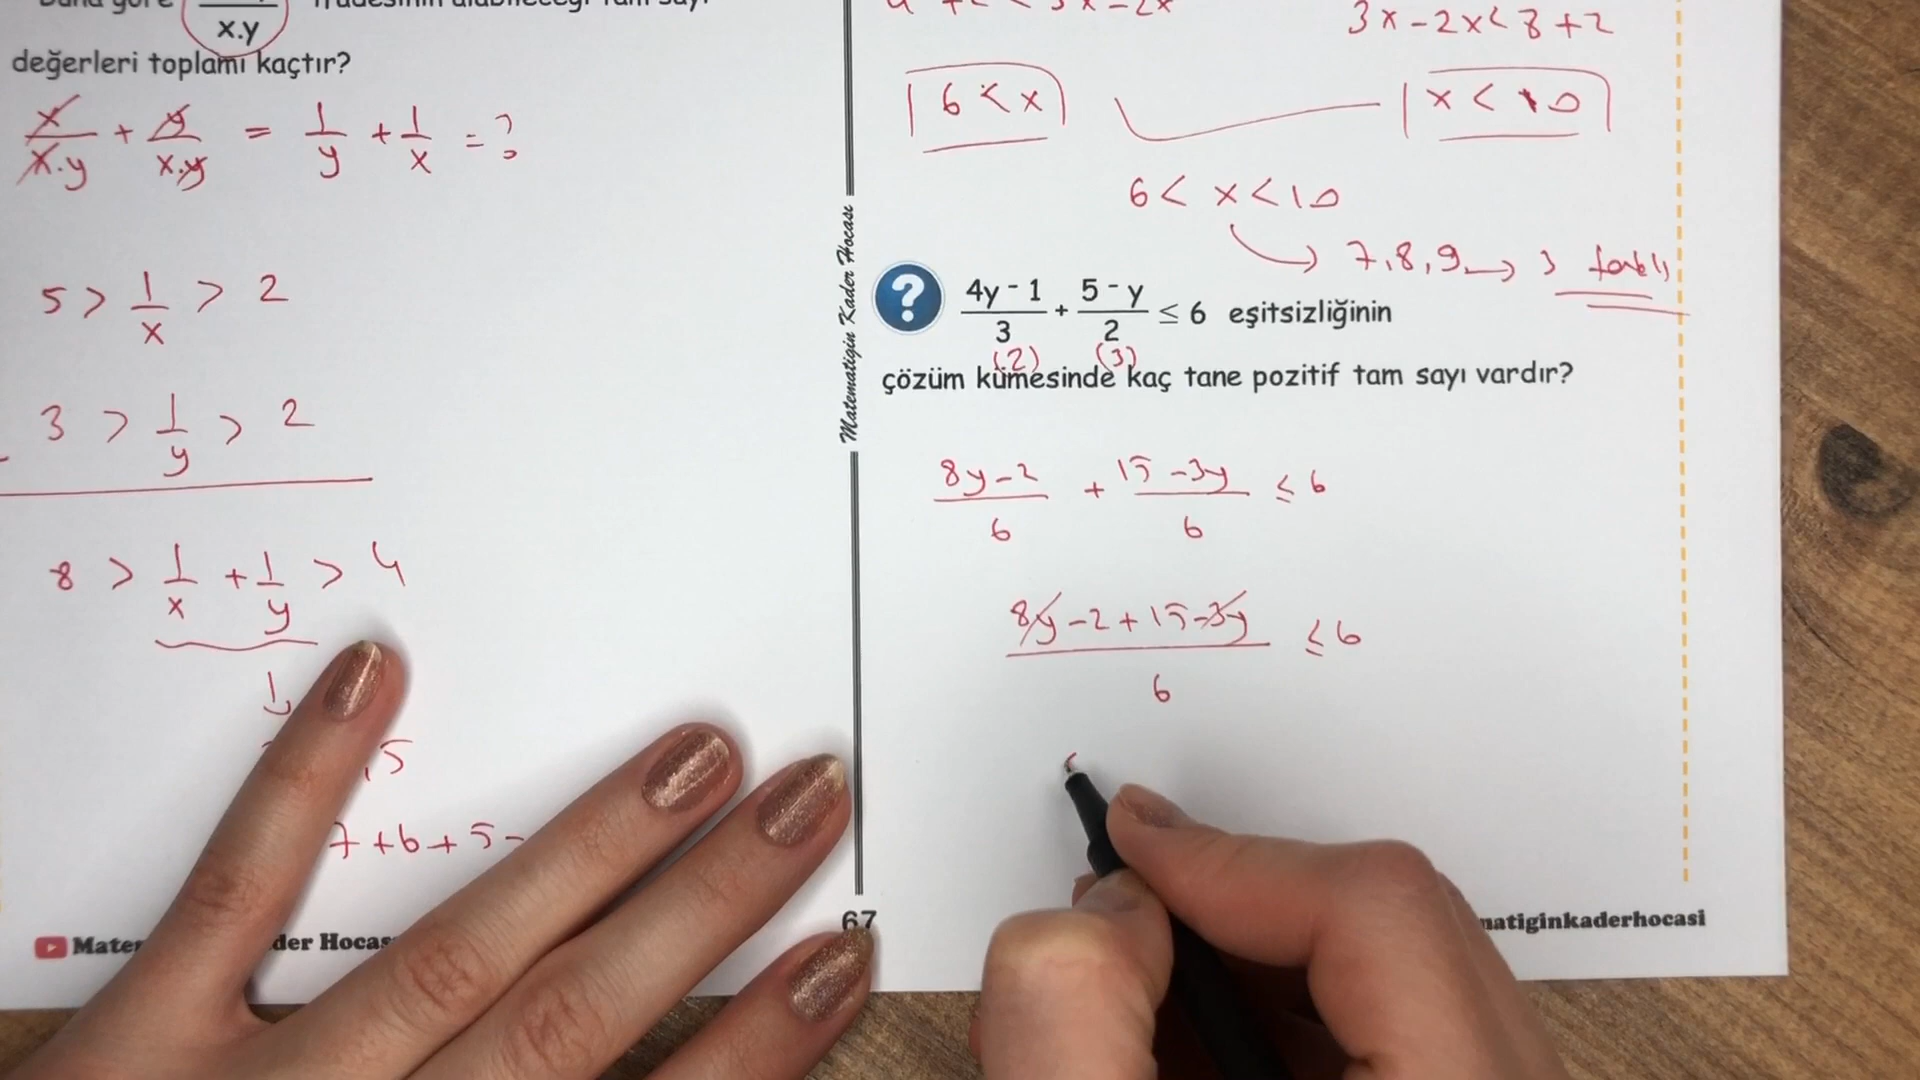 x.y
değerleri toplamı kaçtır?
x/x.y + y/x.y = 1/y + 1/x = ?
5 > 1/x > 2
3 > 1/y > 2
8 > 1/x + 1/y > 4
,5
7+6+5-
67
Matematiğin Kader Hocası
3x-2x<8+2
6<x
x<10
6< x<10
7,8,9 → 3 farklı
? (4y - 1)/3 + (5 - y)/2 ≤ 6 eşitsizliğinin
(2) (3)
çözüm kümesinde kaç tane pozitif tam sayı vardır?
(8y-2)/6 + (15-3y)/6 ≤ 6
(8y-2+15-3y)/6 ≤ 6
natiginkaderhocasi